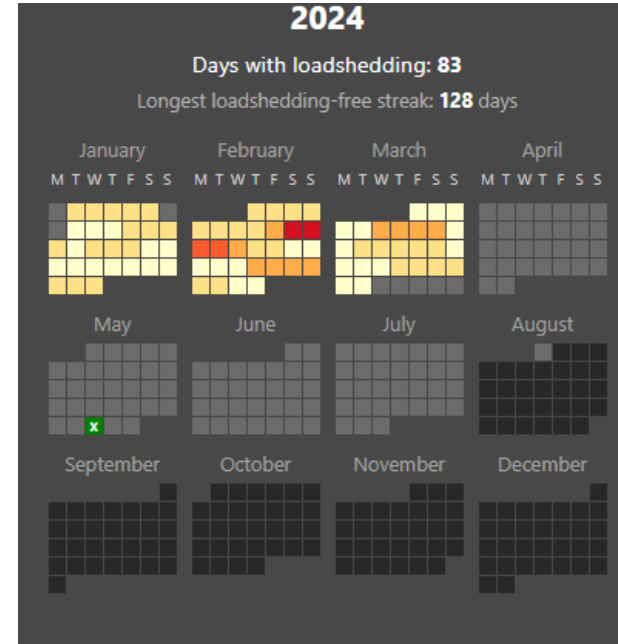 2024
Days with loadshedding: 83
Longest loadshedding-free streak: 128 days
January February March April
M T W T F S S M T W T F S S M T W T F S S M T W T F S S
May June July August
X
September October November December